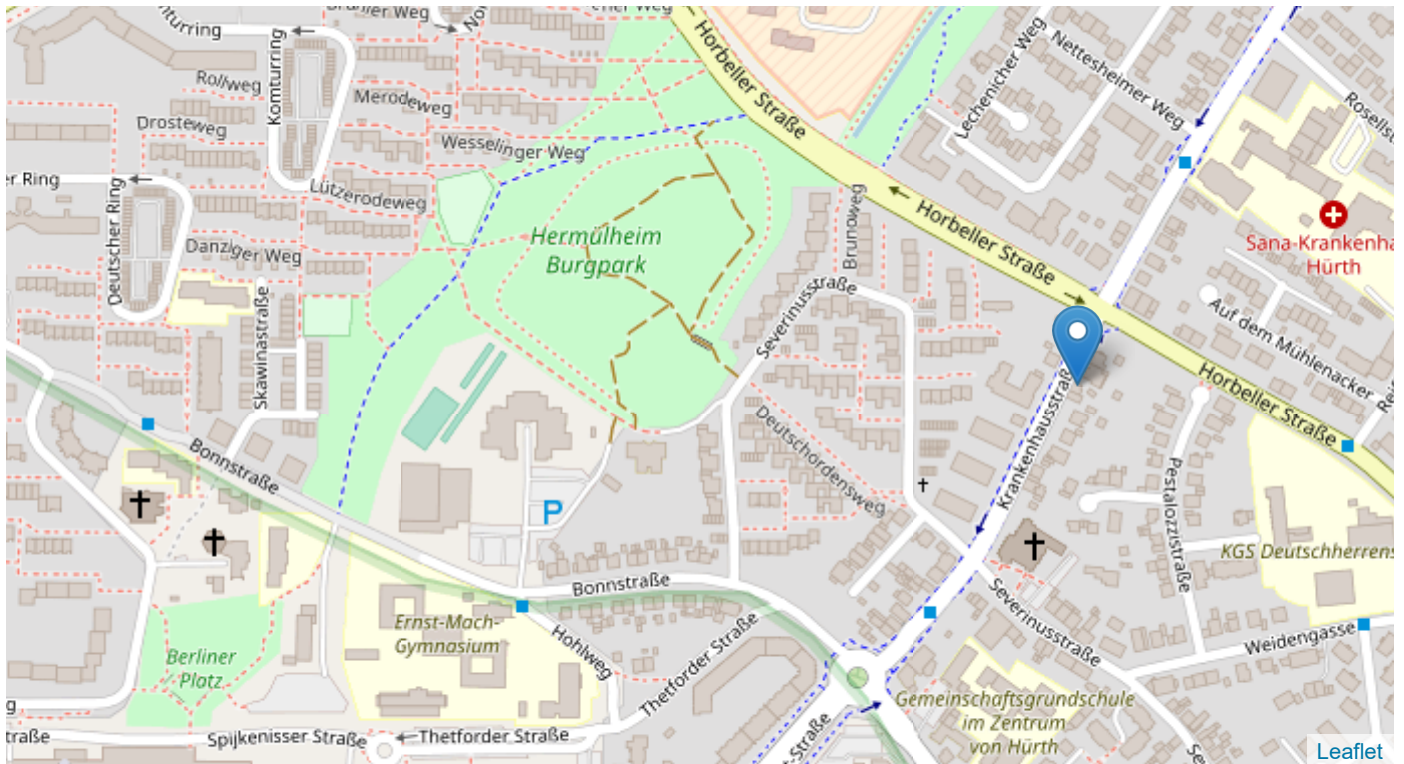 Brühler Weg
Rollweg
Komturring
Merodeweg
Drosteweg
Wesselinger Weg
Lützerodeweg
Deutscher Ring
Danziger Weg
Skawinastraße
Hermülheim
Burgpark
Horbeller Straße
Lechenicher Weg
Nettesheimer Weg
Brunoweg
Horbeller Straße
Sana-Krankenha
Hürth
Auf dem Mühlenacker
Severinusstraße
Krankenhausstraß
Horbeller Straße
Deutschordensweg
Pestalozzistraße
KGS Deutschherrens
Bonnstraße
P
Bonnstraße
Ernst-Mach-
Gymnasium
Hohlweg
Thetforder Straße
Severinusstraße
Weidengasse
Berliner
Platz
Gemeinschaftsgrundschule
im Zentrum
von Hürth
Spijkenisser Straße
Thetforder Straße
Leaflet